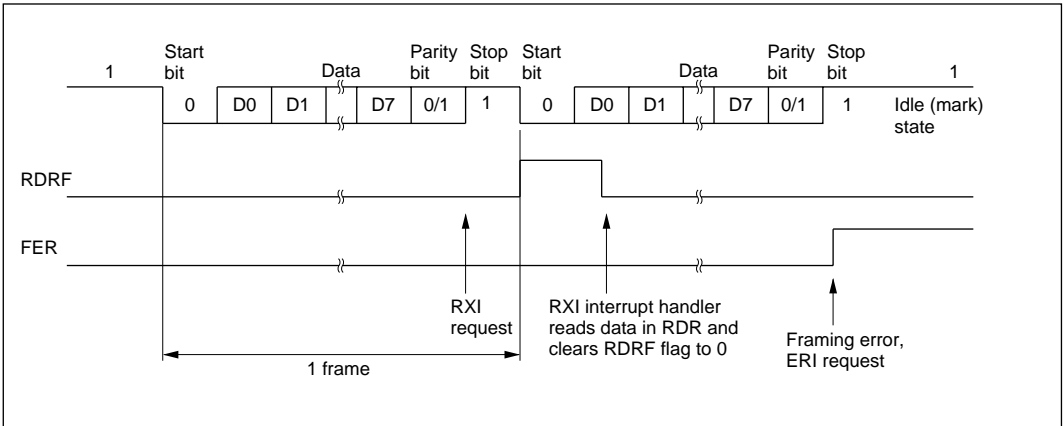 Start Parity Stop Start Parity Stop
1 bit Data bit bit bit Data bit bit 1
0 D0 D1 D7 0/1 1 0 D0 D1 D7 0/1 1 Idle (mark)
state
RDRF
FER
RXI
request
RXI interrupt handler
reads data in RDR and
clears RDRF flag to 0
Framing error,
ERI request
1 frame